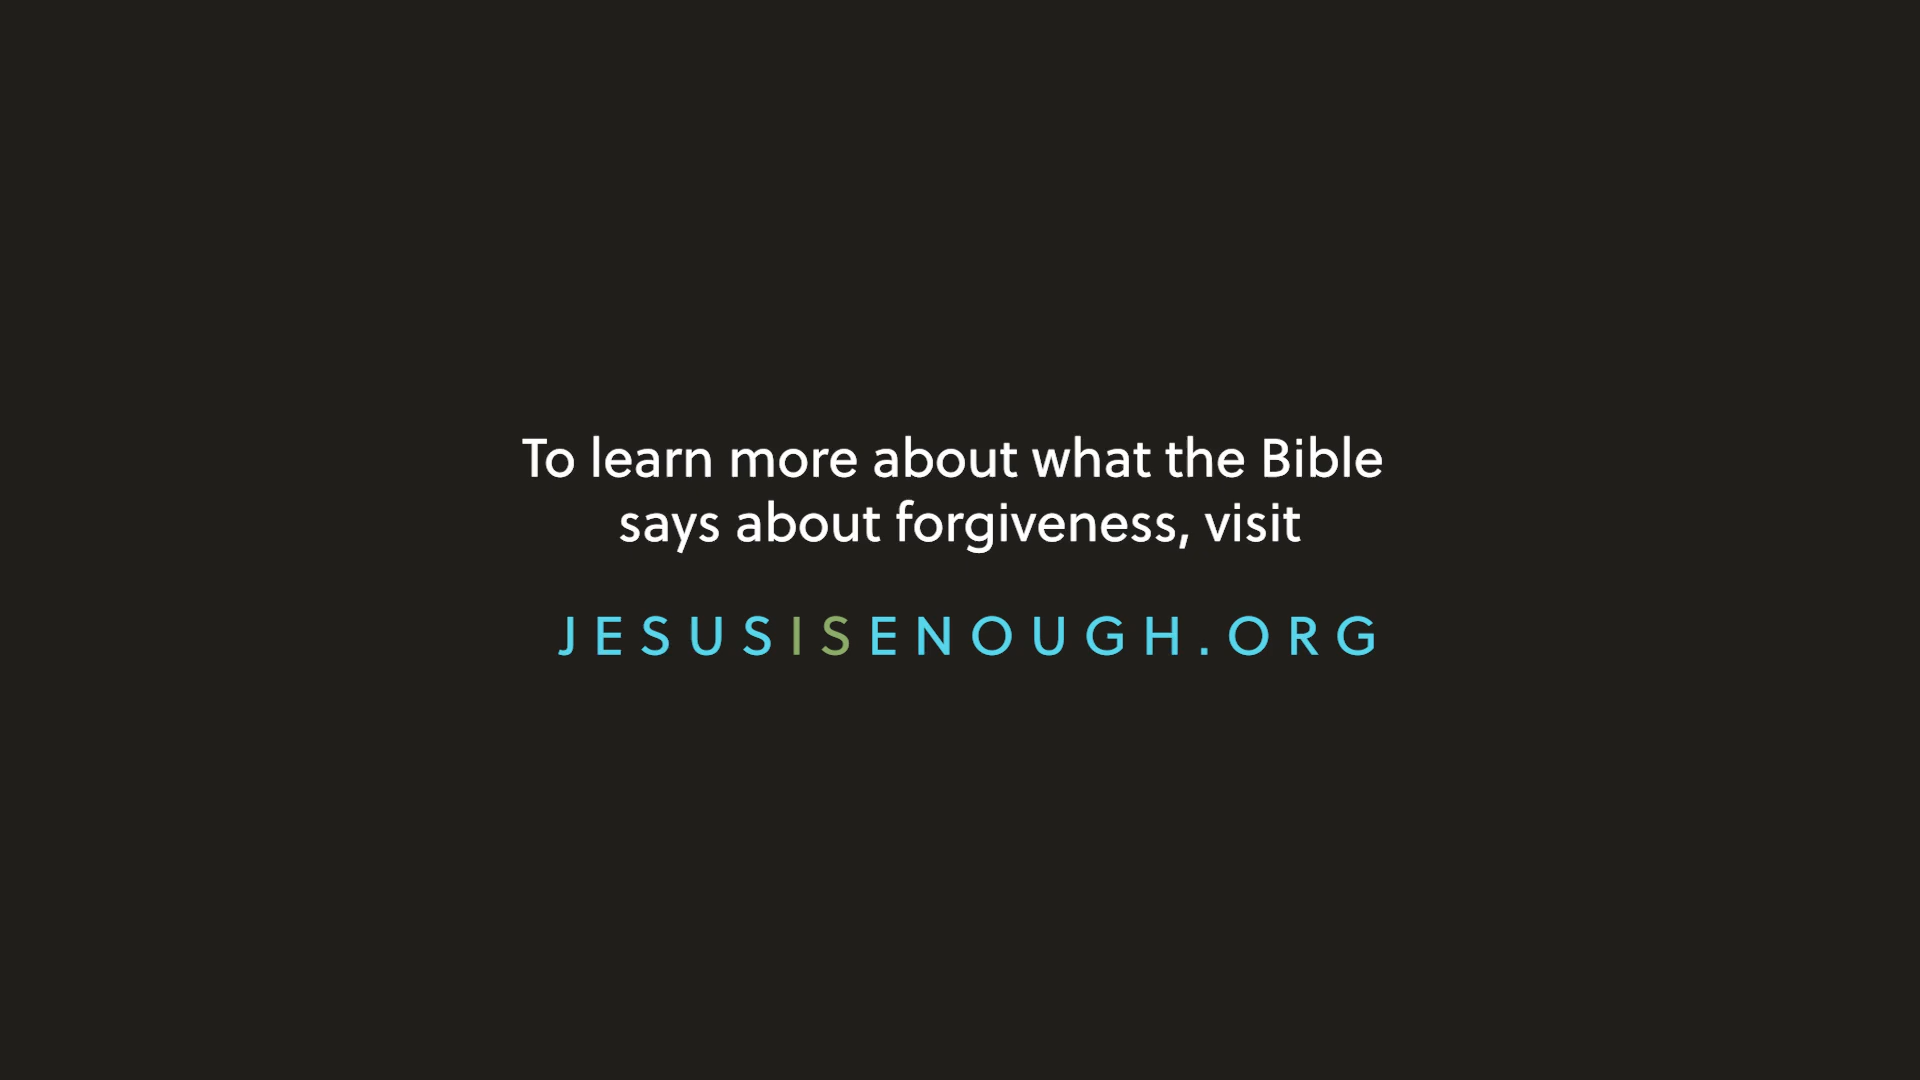 To learn more about what the Bible
says about forgiveness, visit
JESUSISENOUGH.ORG